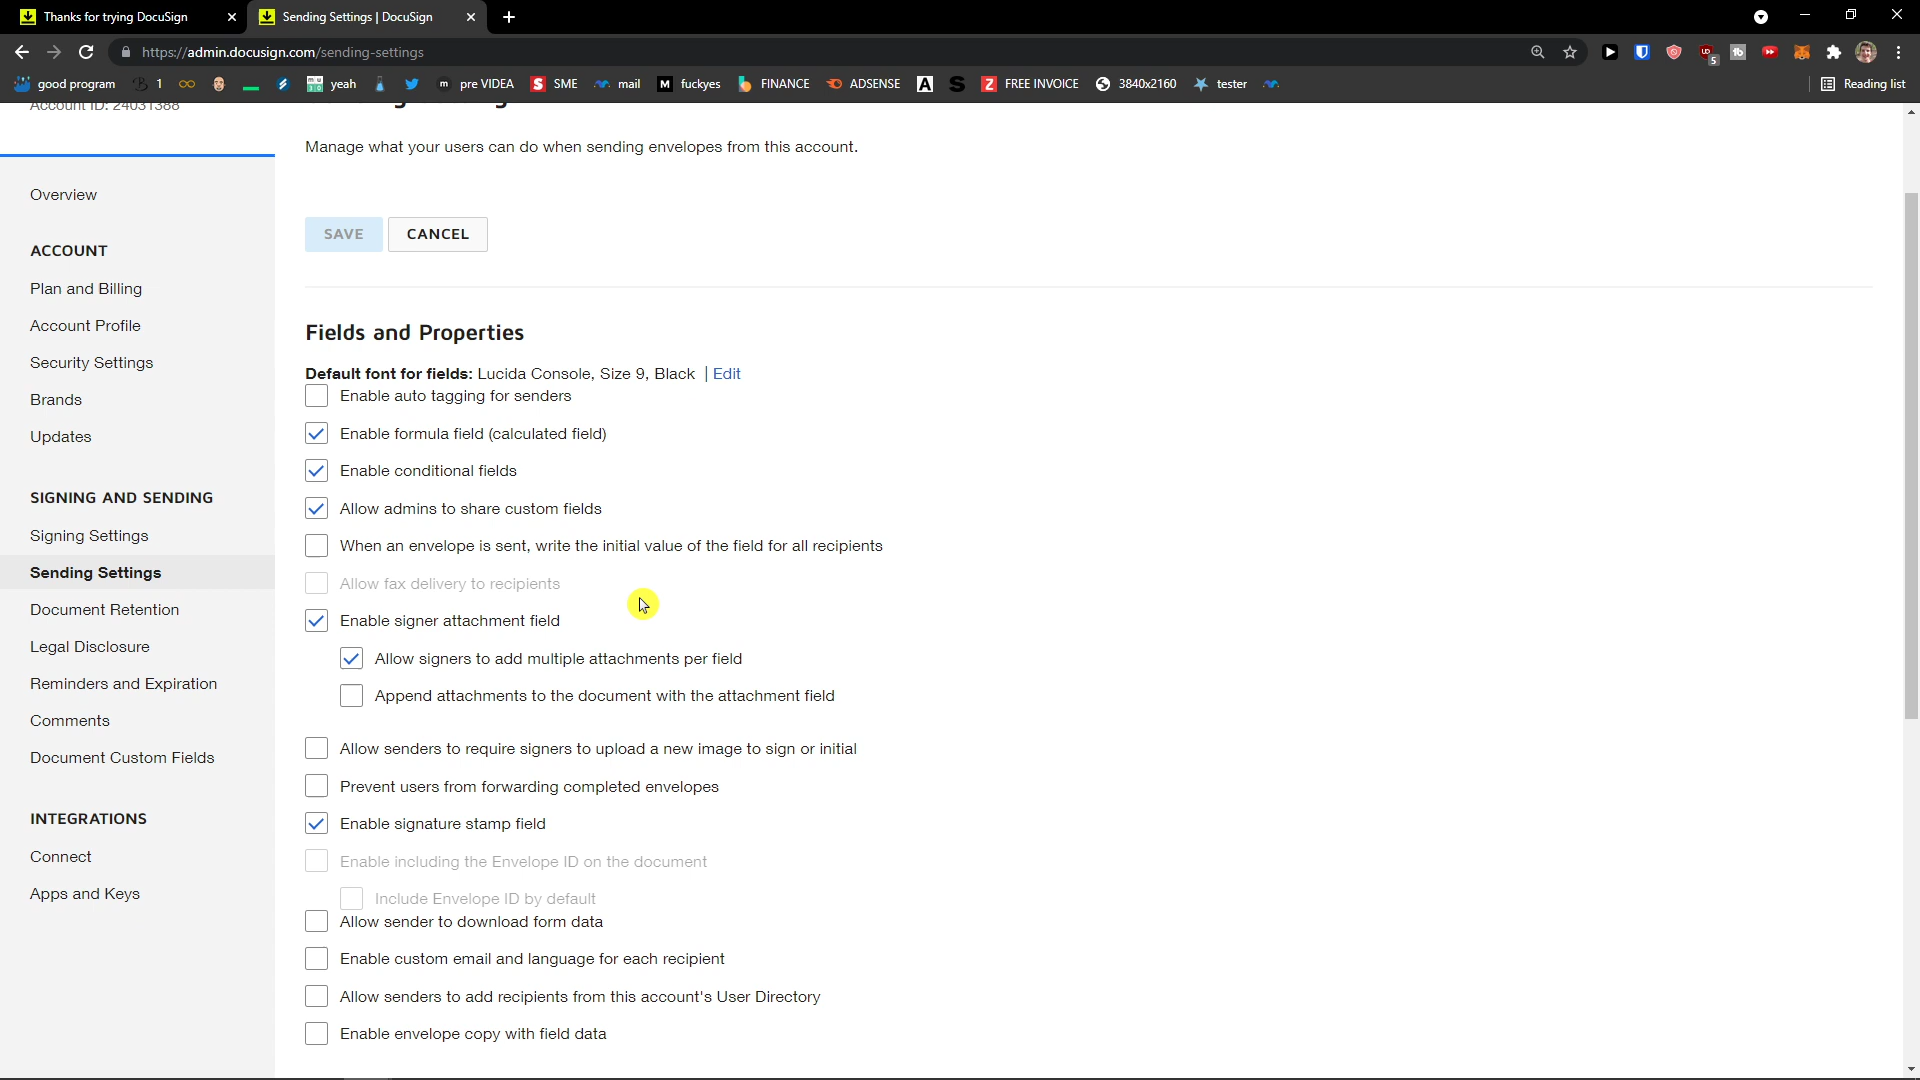 Thanks for trying DocuSign
Sending Settings | DocuSign
https://admin.docusign.com/sending-settings
good program
1
yeah
pre VIDEA
SME
mail
fuckyes
FINANCE
ADSENSE
FREE INVOICE
3840x2160
tester
Reading list
Account ID: 24031388
Manage what your users can do when sending envelopes from this account.
Overview
SAVE
CANCEL
ACCOUNT
Plan and Billing
Account Profile
Security Settings
Brands
Updates
SIGNING AND SENDING
Signing Settings
Sending Settings
Document Retention
Legal Disclosure
Reminders and Expiration
Comments
Document Custom Fields
INTEGRATIONS
Connect
Apps and Keys
Fields and Properties
Default font for fields: Lucida Console, Size 9, Black | Edit
Enable auto tagging for senders
Enable formula field (calculated field)
Enable conditional fields
Allow admins to share custom fields
When an envelope is sent, write the initial value of the field for all recipients
Allow fax delivery to recipients
Enable signer attachment field
Allow signers to add multiple attachments per field
Append attachments to the document with the attachment field
Allow senders to require signers to upload a new image to sign or initial
Prevent users from forwarding completed envelopes
Enable signature stamp field
Enable including the Envelope ID on the document
Include Envelope ID by default
Allow sender to download form data
Enable custom email and language for each recipient
Allow senders to add recipients from this account's User Directory
Enable envelope copy with field data